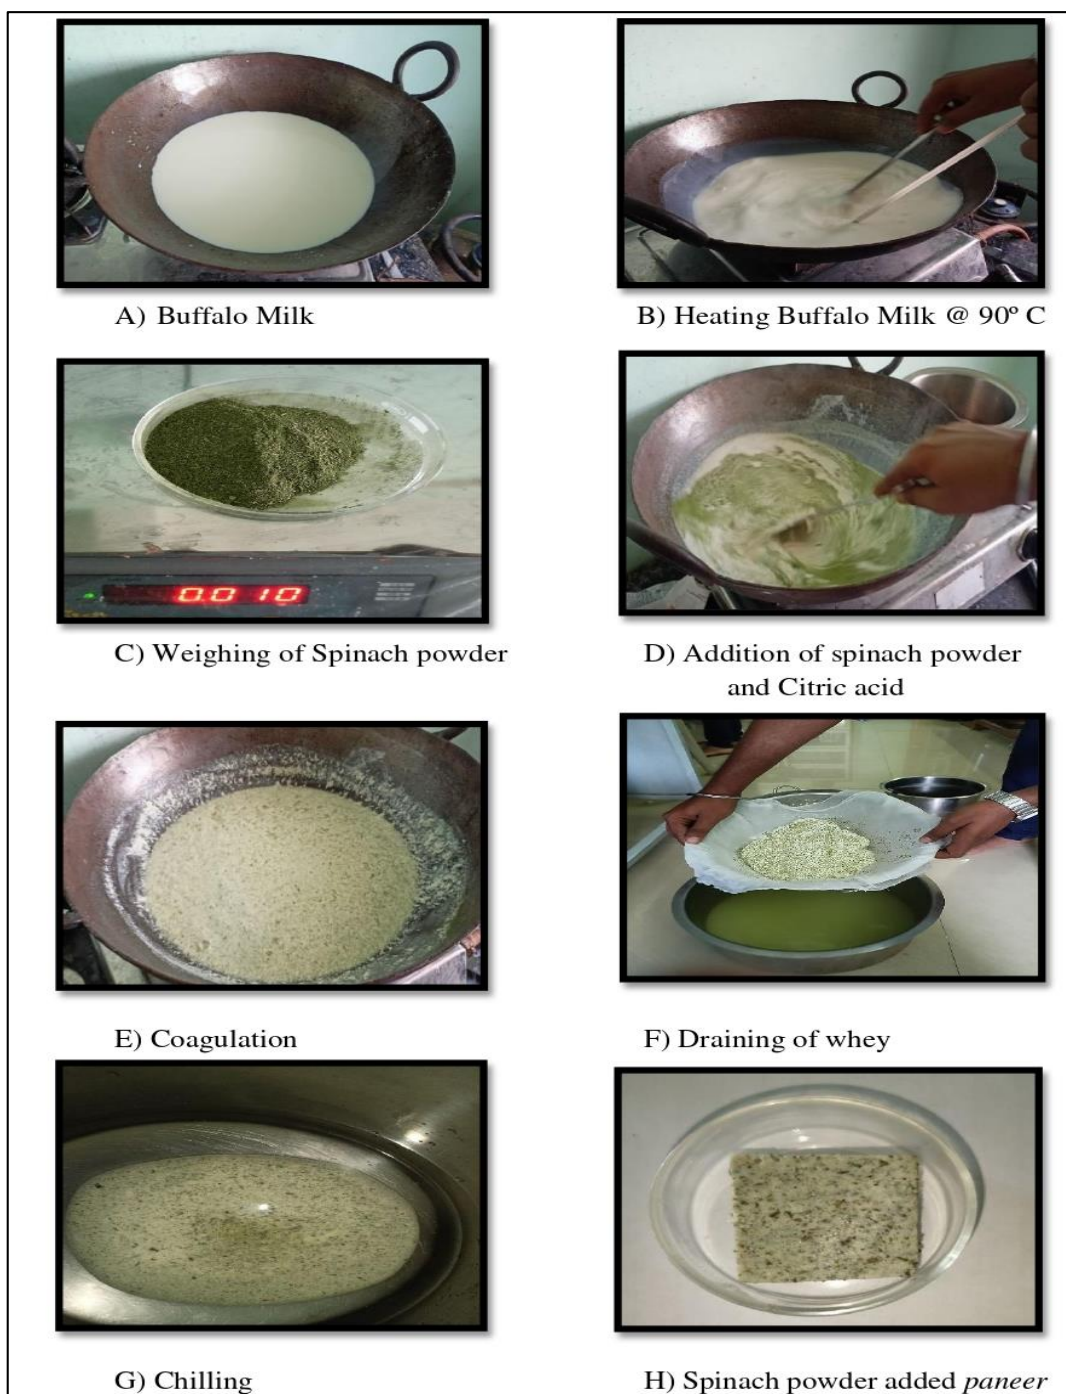 A) Buffalo Milk
B) Heating Buffalo Milk @ 90º C
0.0 10
C) Weighing of Spinach powder
D) Addition of spinach powder
and Citric acid
E) Coagulation
F) Draining of whey
G) Chilling
H) Spinach powder added paneer